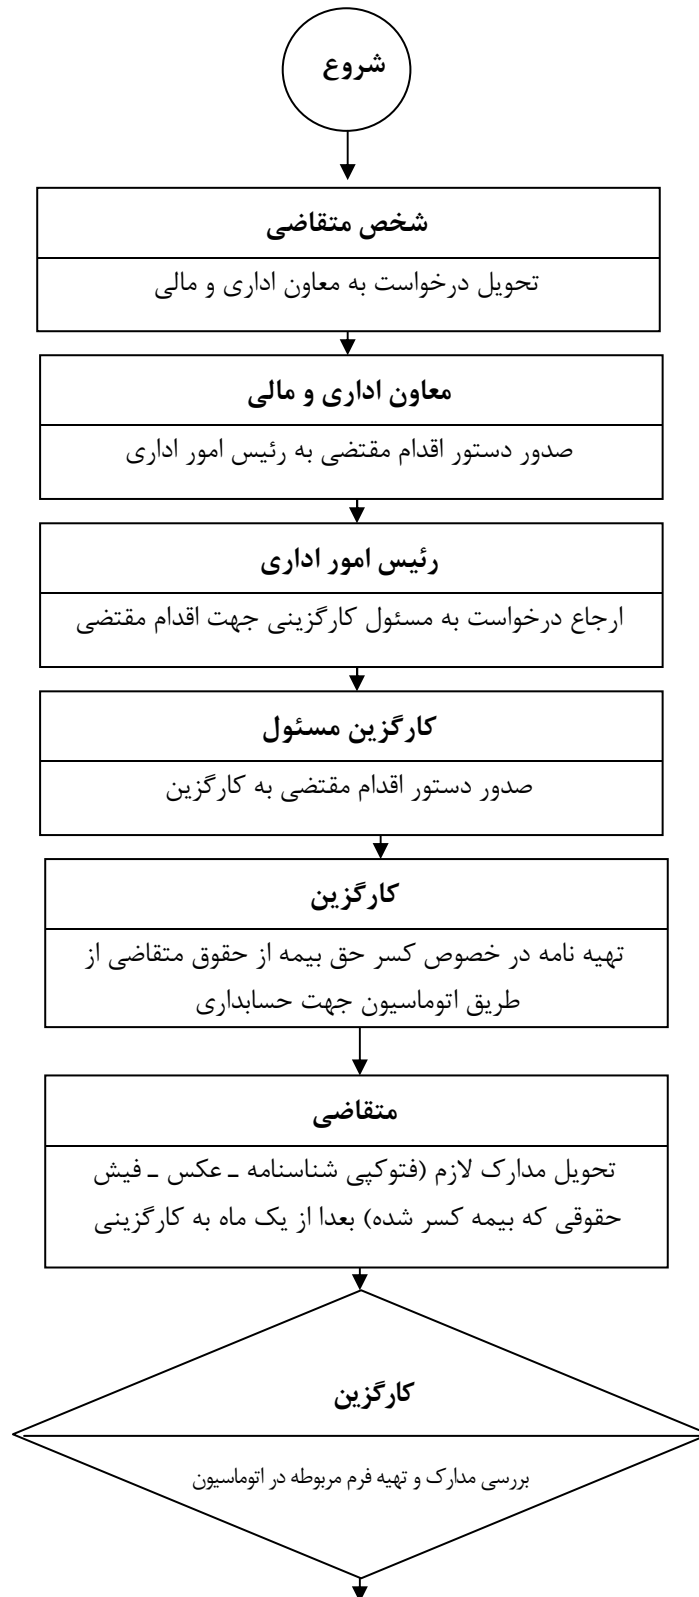 شروع
شخص متقاضی
تحویل درخواست به معاون اداری و مالی
معاون اداری و مالی
صدور دستور اقدام مقتضی به رئیس امور اداری
رئیس امور اداری
ارجاع درخواست به مسئول کارگزینی جهت اقدام مقتضی
کارگزین مسئول
صدور دستور اقدام مقتضی به کارگزین
کارگزین
تهیه نامه در خصوص کسر حق بیمه از حقوق متقاضی از
طریق اتوماسیون جهت حسابداری
متقاضی
تحویل مدارک لازم (فتوکپی شناسنامه ـ عکس ـ فیش
حقوقی که بیمه کسر شده) بعدا از یک ماه به کارگزینی
کارگزین
بررسی مدارک و تهیه فرم مربوطه در اتوماسیون